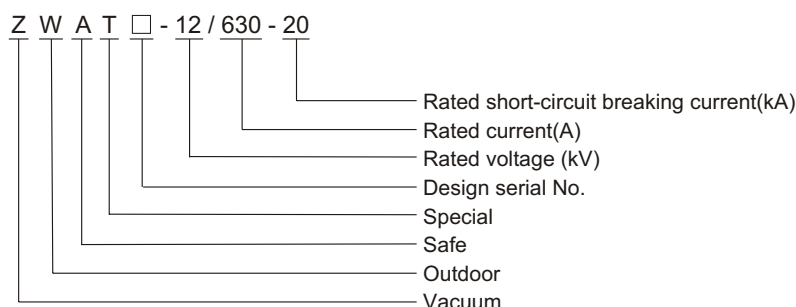 Z W A T □ - 12 / 630 - 20
Rated short-circuit breaking current(kA)
Rated current(A)
Rated voltage (kV)
Design serial No.
Special
Safe
Outdoor
Vacuum